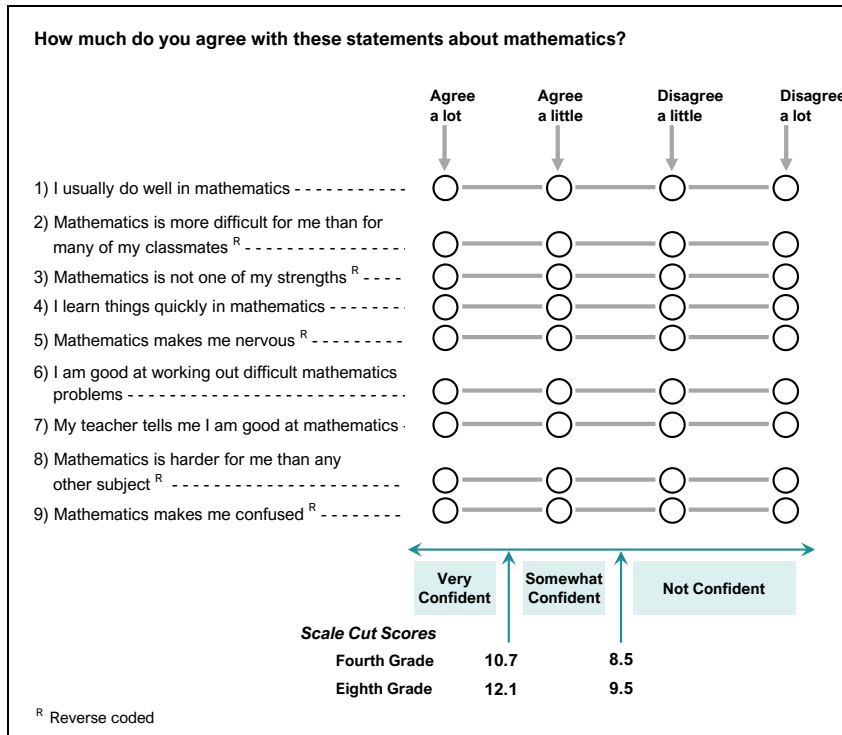 How much do you agree with these statements about mathematics?
Agree a lot
Agree a little
Disagree a little
Disagree a lot
1) I usually do well in mathematics - - - - - - - - - - -
2) Mathematics is more difficult for me than for
many of my classmates R - - - - - - - - - - - - - - - -
3) Mathematics is not one of my strengths R - - - -
4) I learn things quickly in mathematics - - - - - - -
5) Mathematics makes me nervous R - - - - - - - - -
6) I am good at working out difficult mathematics
problems - - - - - - - - - - - - - - - - - - - - - - - - - - -
7) My teacher tells me I am good at mathematics -
8) Mathematics is harder for me than any
other subject R - - - - - - - - - - - - - - - - - - - - - -
9) Mathematics makes me confused R - - - - - - - -
Very Confident
Somewhat Confident
Not Confident
Scale Cut Scores
Fourth Grade 10.7 8.5
Eighth Grade 12.1 9.5
R Reverse coded